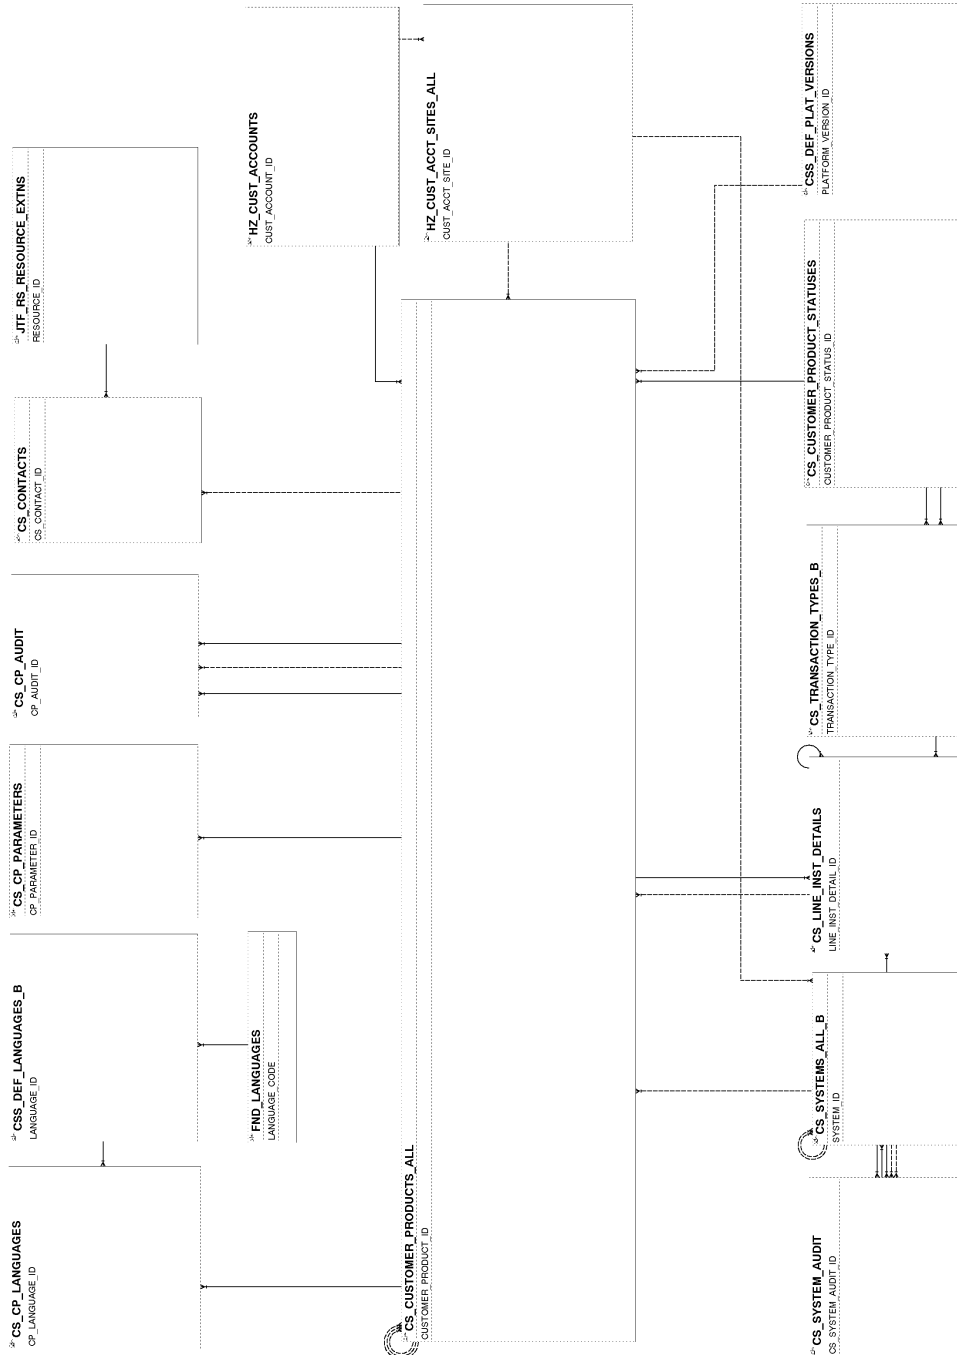 JTF_RS_RESOURCE_EXTNS
RESOURCE_ID
CS_CONTACTS
CS_CONTACT_ID
CS_CP_AUDIT
CP_AUDIT_ID
CS_CP_PARAMETERS
CP_PARAMETER_ID
CSS_DEF_LANGUAGES_B
LANGUAGE_ID
CS_CP_LANGUAGES
CP_LANGUAGE_ID
HZ_CUST_ACCOUNTS
CUST_ACCOUNT_ID
FND_LANGUAGES
LANGUAGE_CODE
HZ_CUST_ACCT_SITES_ALL
CUST_ACCT_SITE_ID
CS_CUSTOMER_PRODUCTS_ALL
CUSTOMER_PRODUCT_ID
CSS_DEF_PLAT_VERSIONS
PLATFORM_VERSION_ID
CS_CUSTOMER_PRODUCT_STATUSES
CUSTOMER_PRODUCT_STATUS_ID
CS_TRANSACTION_TYPES_B
TRANSACTION_TYPE_ID
CS_LINE_INST_DETAILS
LINE_INST_DETAIL_ID
CS_SYSTEMS_ALL_B
SYSTEM_ID
CS_SYSTEM_AUDIT
CS_SYSTEM_AUDIT_ID